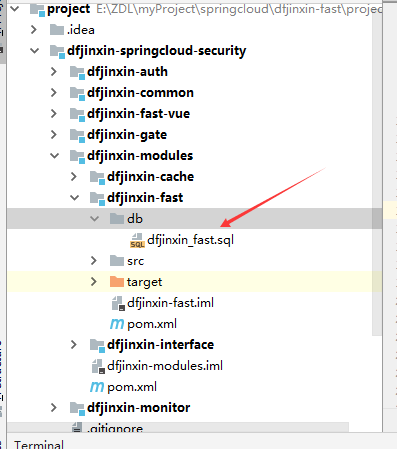 project E:\ZDL\myProject\springcloud\dfjinxin-fast\projec
.idea
dfjinxin-springcloud-security
dfjinxin-auth
dfjinxin-common
dfjinxin-fast-vue
dfjinxin-gate
dfjinxin-modules
dfjinxin-cache
dfjinxin-fast
db
SQL dfjinxin_fast.sql
src
target
dfjinxin-fast.iml
m pom.xml
dfjinxin-interface
dfjinxin-modules.iml
m pom.xml
dfjinxin-monitor
.gitignore
Terminal